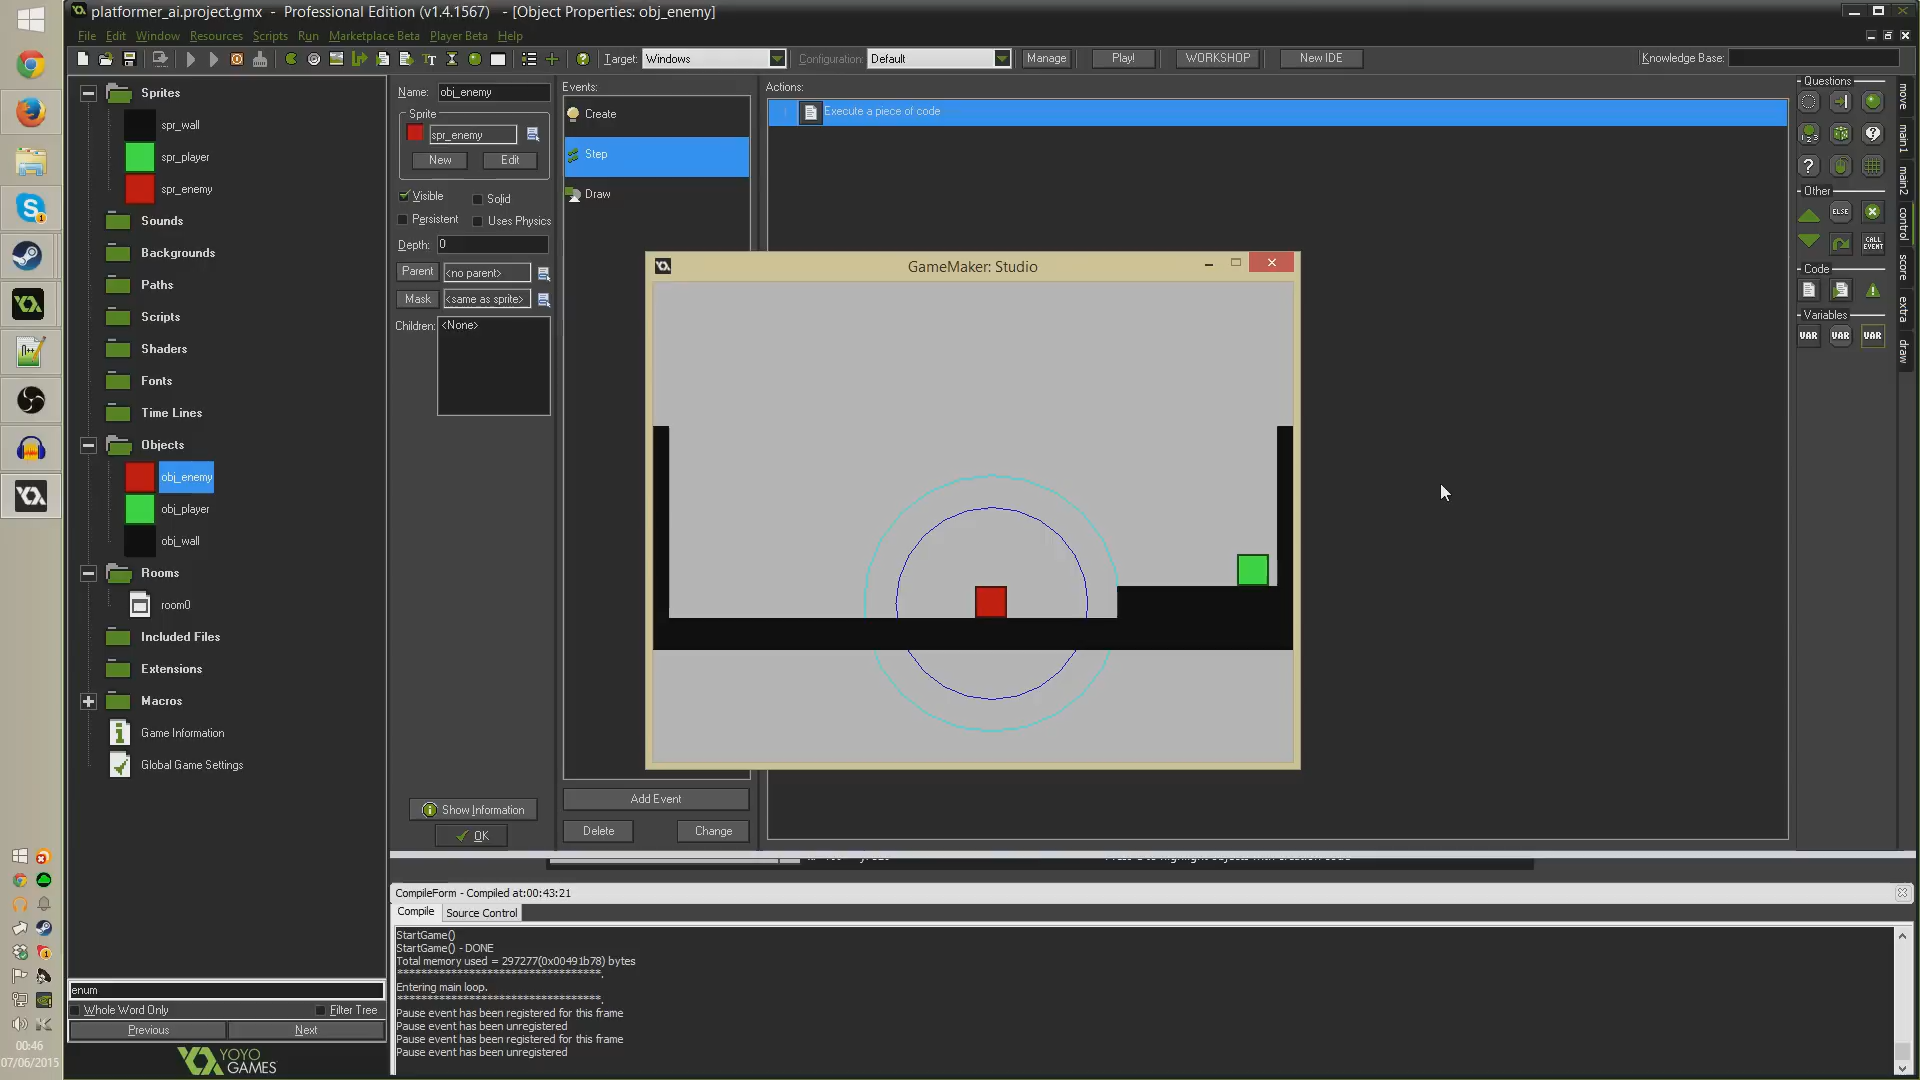 platformer_ai.project.gmx - Professional Edition (v1.4.1567) - [Object Properties: obj_enemy]
File Edit Window Resources Scripts Run Marketplace Beta Player Beta Help
Target: Windows Configuration: Default Manage Play! WORKSHOP New IDE Knowledge Base:
Sprites
spr_wall
spr_player
spr_enemy
Sounds
Backgrounds
Paths
Scripts
Shaders
Fonts
Time Lines
Objects
obj_enemy
obj_player
obj_wall
Rooms
room0
Included Files
Extensions
Macros
Game Information
Global Game Settings
enum
Whole Word Only Filter Tree
Previous Next
YOYO
GAMES
Name: obj_enemy
Sprite
spr_enemy
New Edit
Visible Solid
Persistent Uses Physics
Depth: 0
Parent <no parent>
Mask <same as sprite>
Children: <None>
Show Information
OK
Events:
Create
Step
Draw
Add Event
Delete Change
Actions:
Execute a piece of code
GameMaker: Studio
Questions
Other
ELSE
CALL
EVENT
Code
Variables
VAR VAR VAR
move
main1
main2
control
score
extra
draw
CompileForm - Compiled at:00:43:21
Compile Source Control
StartGame()
StartGame() - DONE
Total memory used = 297277(0x00491b78) bytes
**********************************.
Entering main loop.
**********************************.
Pause event has been registered for this frame
Pause event has been unregistered
Pause event has been registered for this frame
Pause event has been unregistered
00:46
07/06/2015